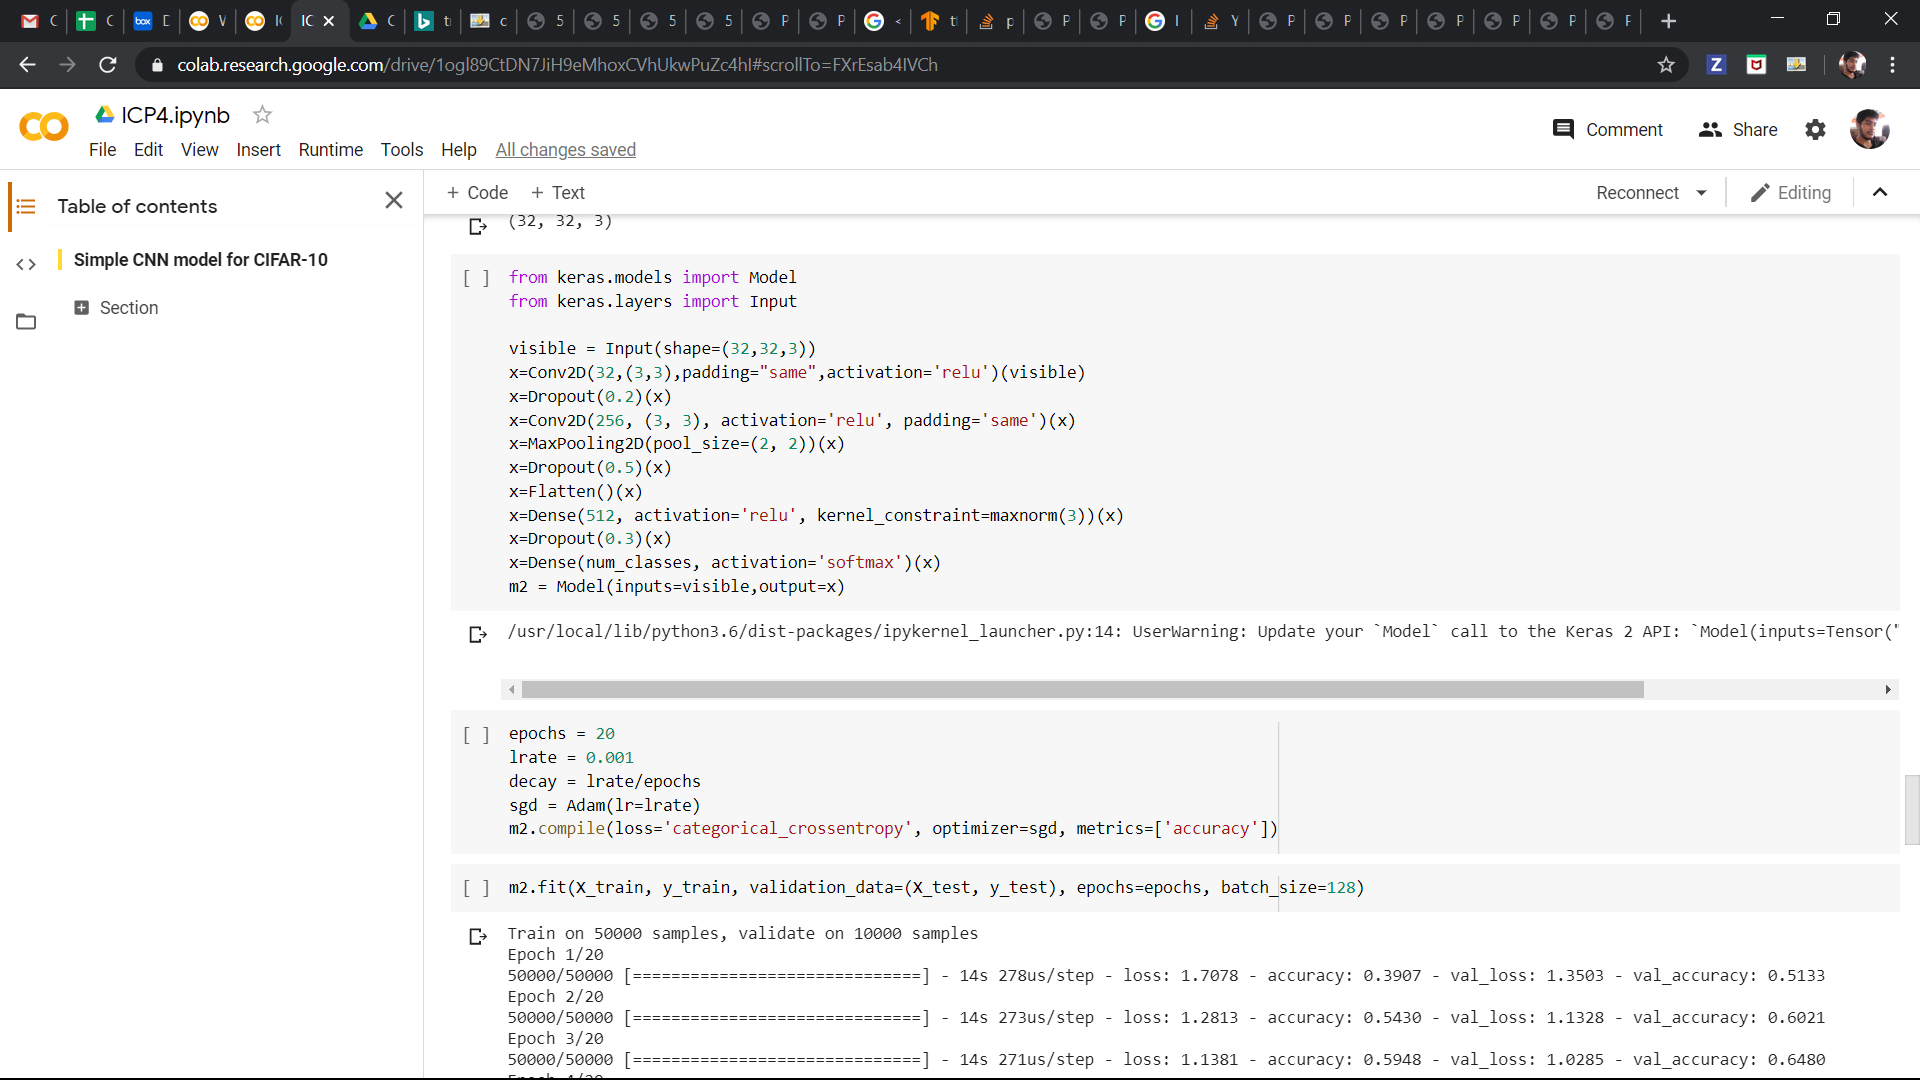 IC
colab.research.google.com/drive/1ogl89CtDN7JiH9eMhoxCVhUkwPuZc4hI#scrollTo=FXrEsab4IVCh
ICP4.ipynb
Comment
Share
File Edit View Insert Runtime Tools Help All changes saved
Table of contents
+ Code + Text
Reconnect
Editing
Simple CNN model for CIFAR-10
Section
(32, 32, 3)
[ ] from keras.models import Model
from keras.layers import Input
visible = Input(shape=(32,32,3))
x=Conv2D(32,(3,3),padding="same",activation='relu')(visible)
x=Dropout(0.2)(x)
x=Conv2D(256, (3, 3), activation='relu', padding='same')(x)
x=MaxPooling2D(pool_size=(2, 2))(x)
x=Dropout(0.5)(x)
x=Flatten()(x)
x=Dense(512, activation='relu', kernel_constraint=maxnorm(3))(x)
x=Dropout(0.3)(x)
x=Dense(num_classes, activation='softmax')(x)
m2 = Model(inputs=visible,output=x)
/usr/local/lib/python3.6/dist-packages/ipykernel_launcher.py:14: UserWarning: Update your `Model` call to the Keras 2 API: `Model(inputs=Tensor("
[ ] epochs = 20
lrate = 0.001
decay = lrate/epochs
sgd = Adam(lr=lrate)
m2.compile(loss='categorical_crossentropy', optimizer=sgd, metrics=['accuracy'])
[ ] m2.fit(X_train, y_train, validation_data=(X_test, y_test), epochs=epochs, batch_size=128)
Train on 50000 samples, validate on 10000 samples
Epoch 1/20
50000/50000 [==============================] - 14s 278us/step - loss: 1.7078 - accuracy: 0.3907 - val_loss: 1.3503 - val_accuracy: 0.5133
Epoch 2/20
50000/50000 [==============================] - 14s 273us/step - loss: 1.2813 - accuracy: 0.5430 - val_loss: 1.1328 - val_accuracy: 0.6021
Epoch 3/20
50000/50000 [==============================] - 14s 271us/step - loss: 1.1381 - accuracy: 0.5948 - val_loss: 1.0285 - val_accuracy: 0.6480